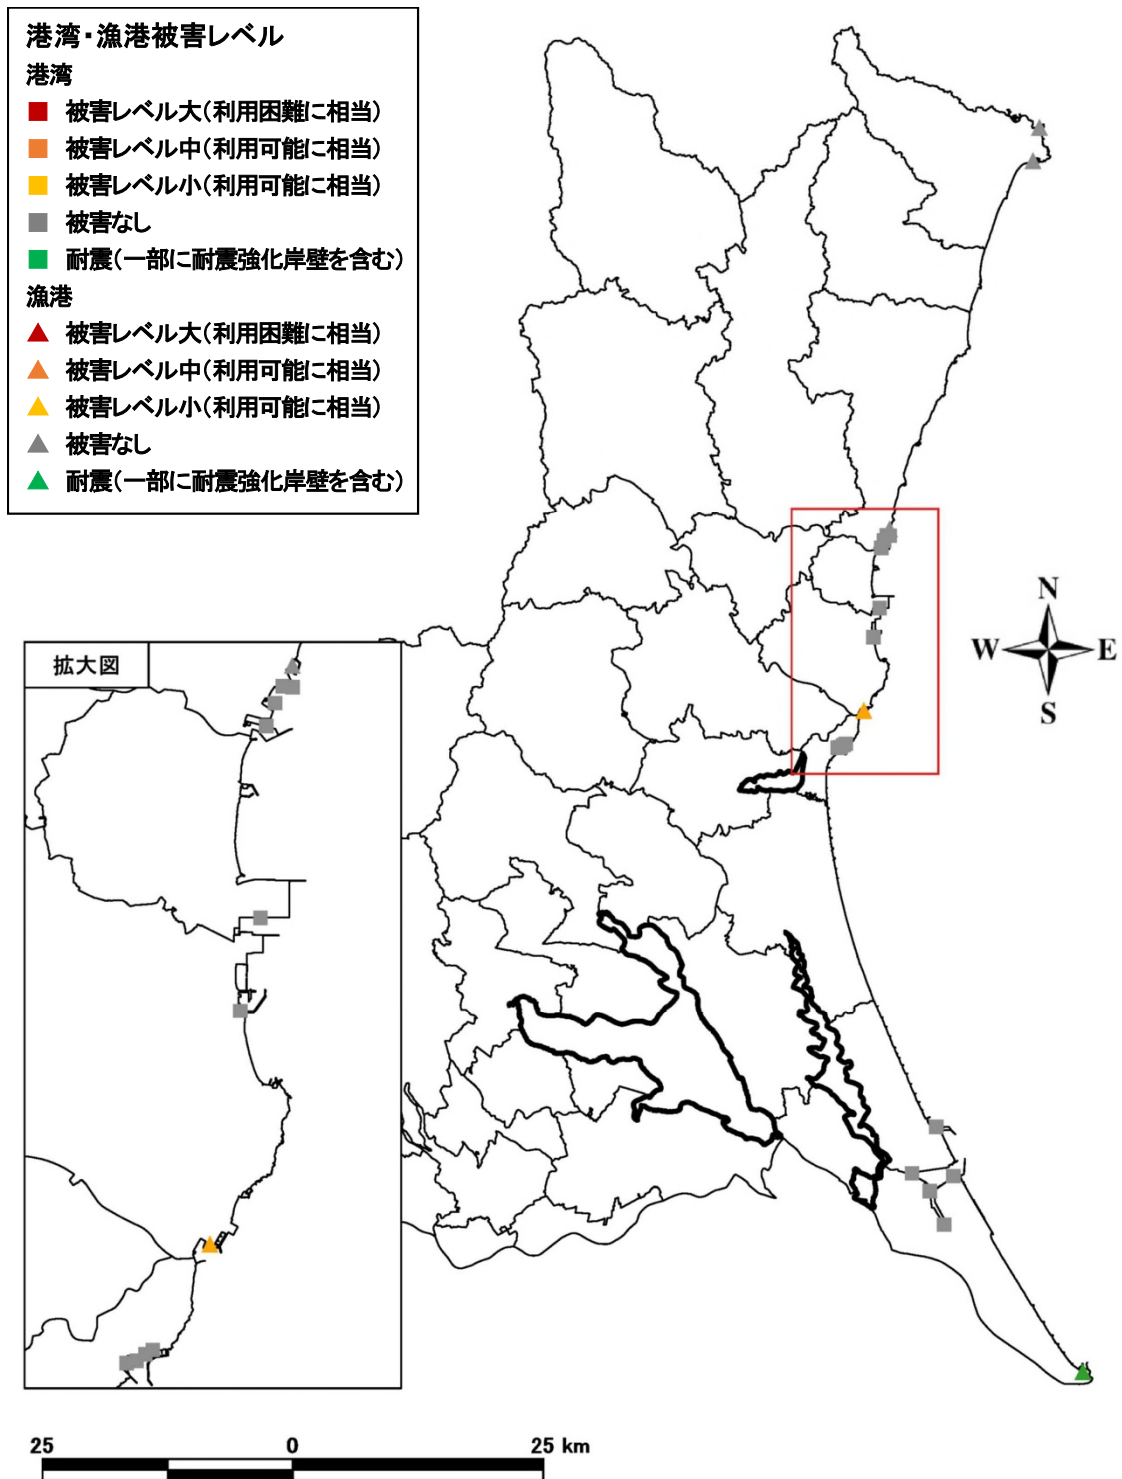 港湾・漁港被害レベル
港湾
被害レベル大(利用困難に相当)
被害レベル中(利用可能に相当)
被害レベル小(利用可能に相当)
被害なし
耐震(一部に耐震強化岸壁を含む)
漁港
被害レベル大(利用困難に相当)
被害レベル中(利用可能に相当)
被害レベル小(利用可能に相当)
被害なし
耐震(一部に耐震強化岸壁を含む)
N
W E
S
拡大図
25 0 25 km